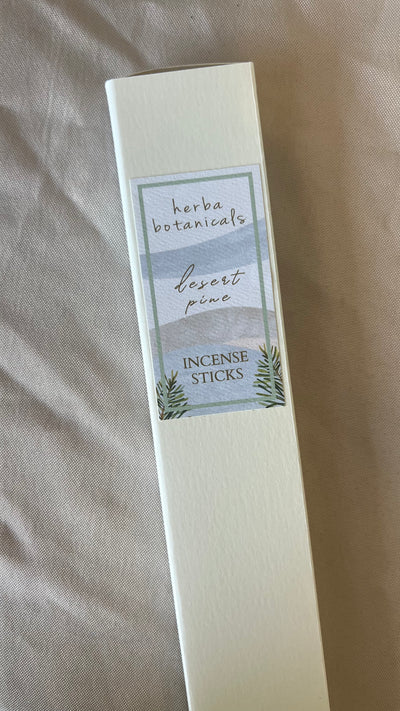 herba
botanicals
desert
pine
INCENSE
STICKS